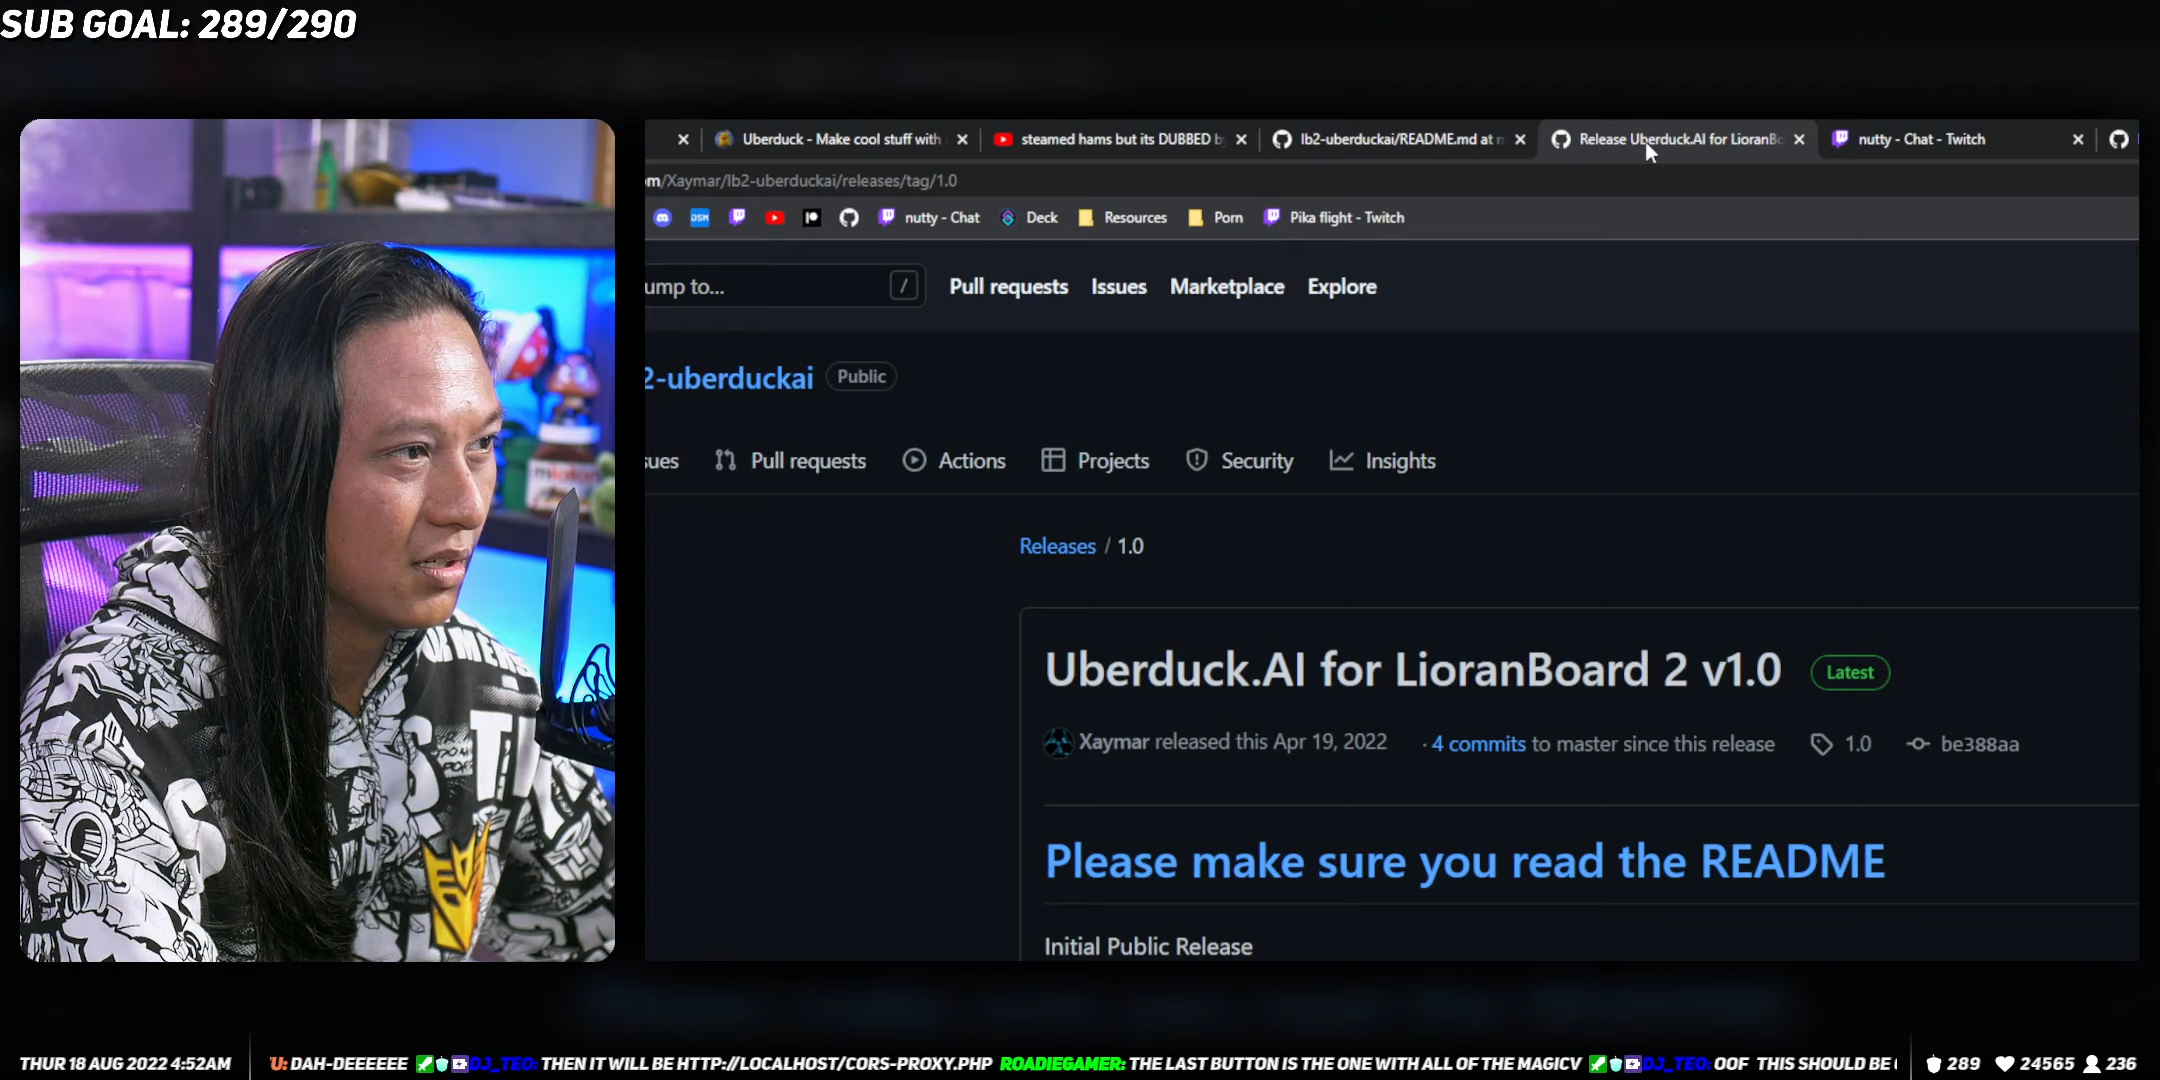 SUB GOAL: 289/290
Uberduck - Make cool stuff with
steamed hams but its DUBBED b
lb2-uberduckai/README.md at
Release Uberduck.AI for LioranBo
nutty - Chat - Twitch
om/Xaymar/lb2-uberduckai/releases/tag/1.0
DSM
nutty - Chat
Deck
Resources
Porn
Pika flight - Twitch
ump to...
/
Pull requests
Issues
Marketplace
Explore
2-uberduckai
Public
sues
Pull requests
Actions
Projects
Security
Insights
Releases / 1.0
Uberduck.AI for LioranBoard 2 v1.0
Latest
Xaymar released this Apr 19, 2022
· 4 commits to master since this release
1.0
be388aa
Please make sure you read the README
Initial Public Release
THUR 18 AUG 2022 4:52AM
U: DAH-DEEEEEE DJ_TEO: THEN IT WILL BE HTTP://LOCALHOST/CORS-PROXY.PHP ROADIEGAMER: THE LAST BUTTON IS THE ONE WITH ALL OF THE MAGICV DJ_TEO: OOF THIS SHOULD BE
289 24565 236